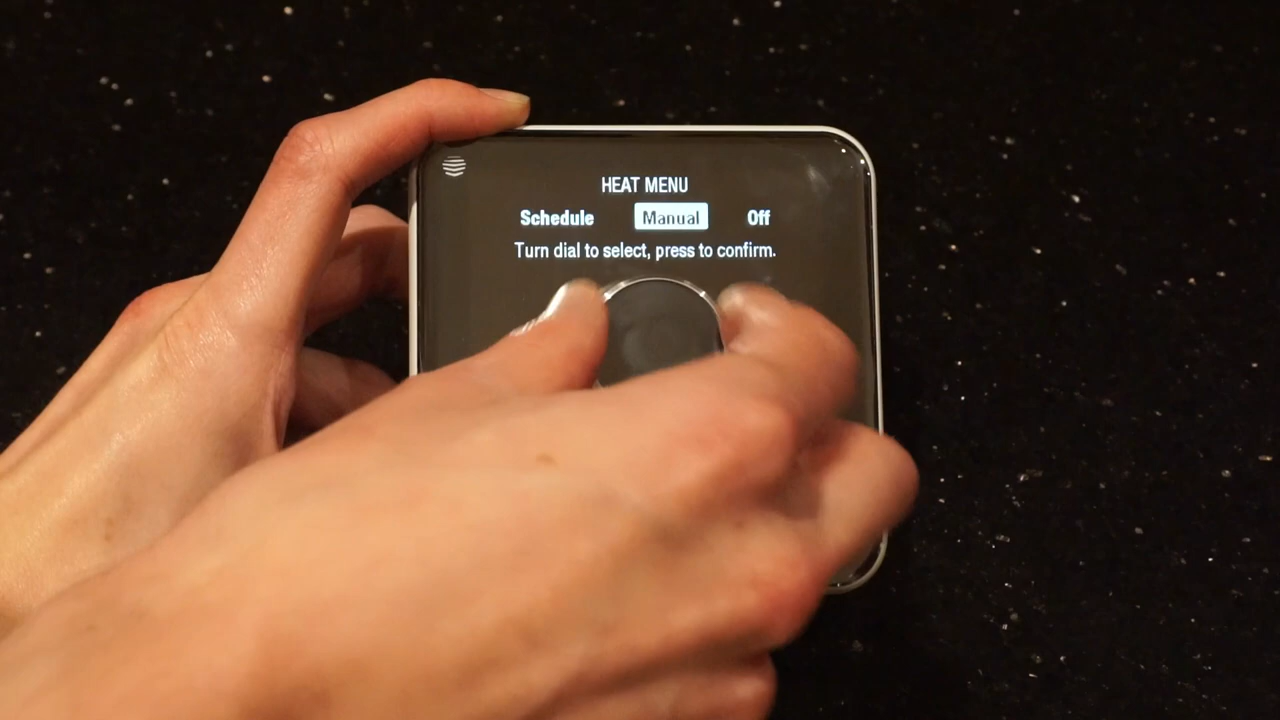 HEAT MENU
Schedule Manual Off
Turn dial to select, press to confirm.